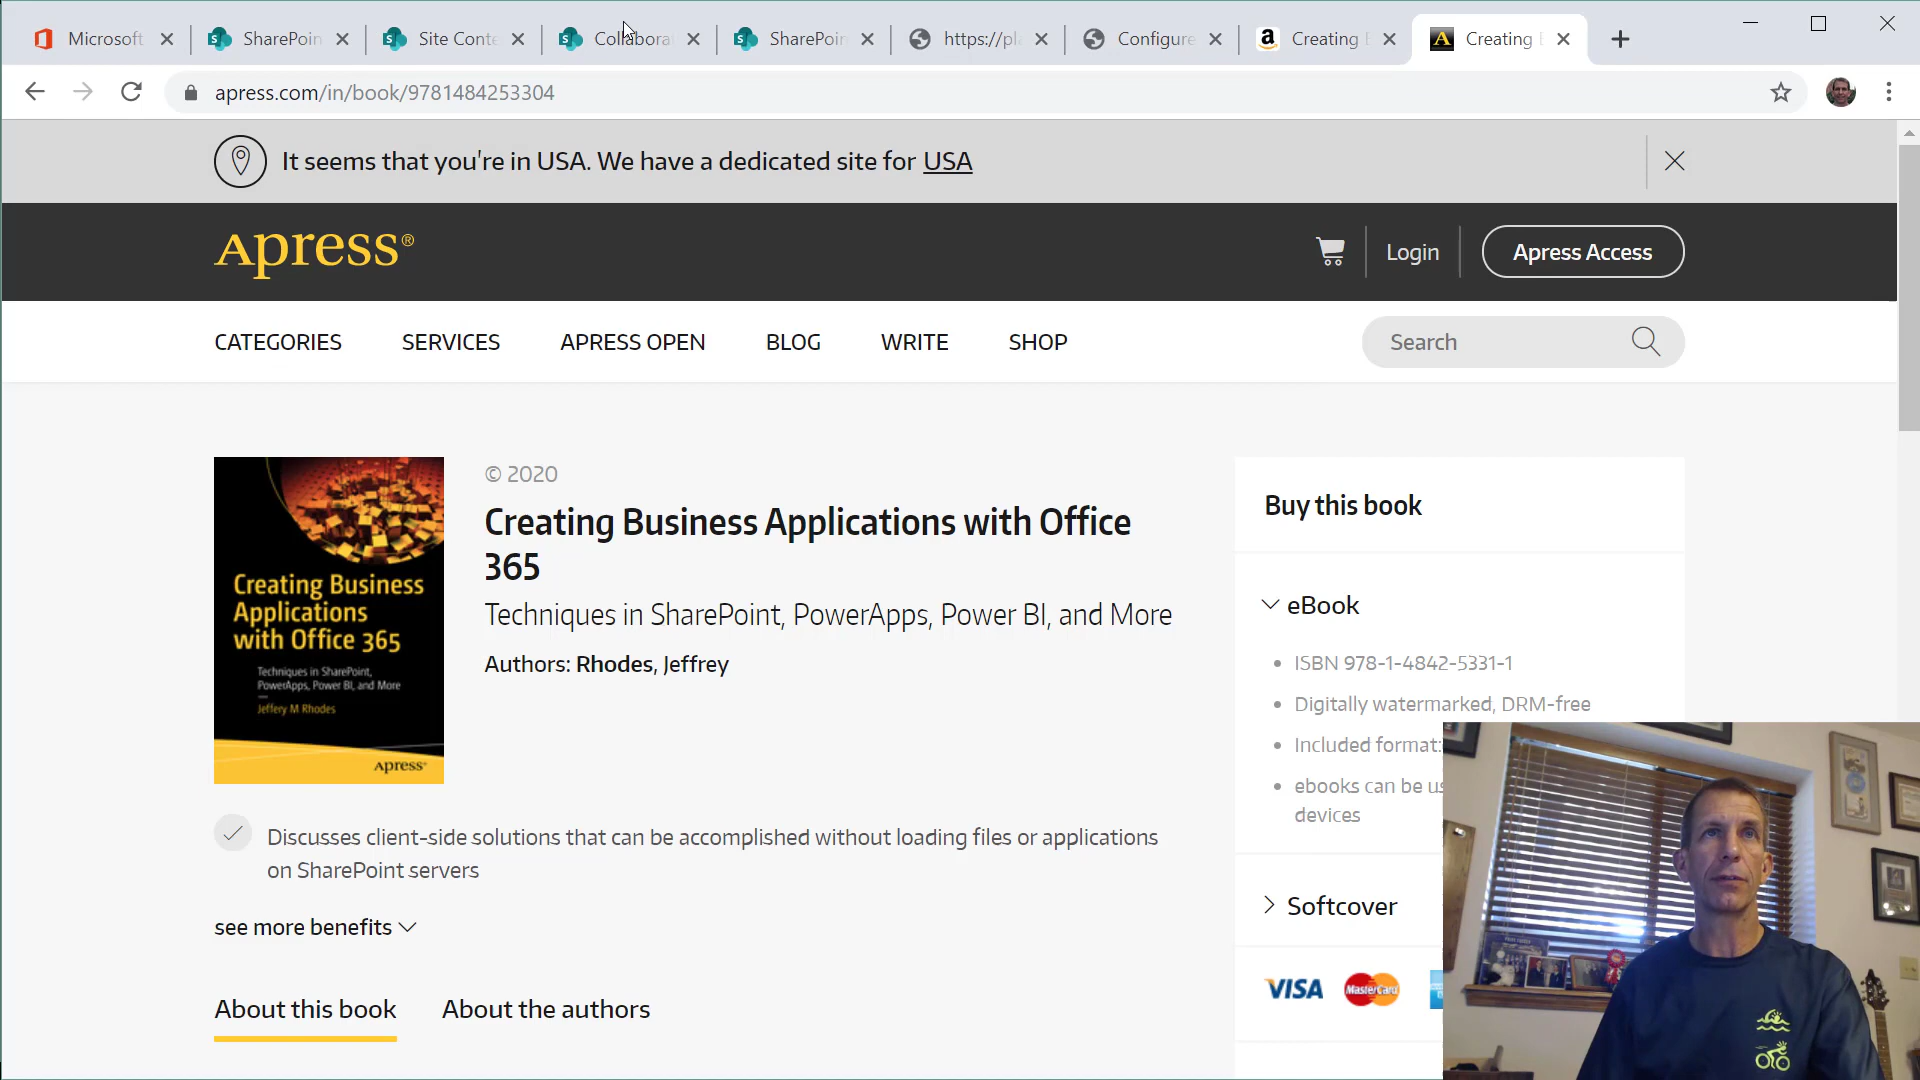 Microsoft
SharePoin
Site Conte
Collabora
SharePoin
https://pl
Configure
Creating
Creating
apress.com/in/book/9781484253304
It seems that you're in USA. We have a dedicated site for USA
Apress®
Login
Apress Access
CATEGORIES
SERVICES
APRESS OPEN
BLOG
WRITE
SHOP
Search
© 2020
Creating Business Applications with Office
365
Techniques in SharePoint, PowerApps, Power BI, and More
Authors: Rhodes, Jeffrey
Creating Business
Applications
with Office 365
Techniques in SharePoint,
PowerApps, Power BI, and More
Jeffery M Rhodes
Apress®
Discusses client-side solutions that can be accomplished without loading files or applications
on SharePoint servers
see more benefits
About this book
About the authors
Buy this book
eBook
ISBN 978-1-4842-5331-1
Digitally watermarked, DRM-free
Included format:
ebooks can be us
devices
Softcover
VISA
MasterCard